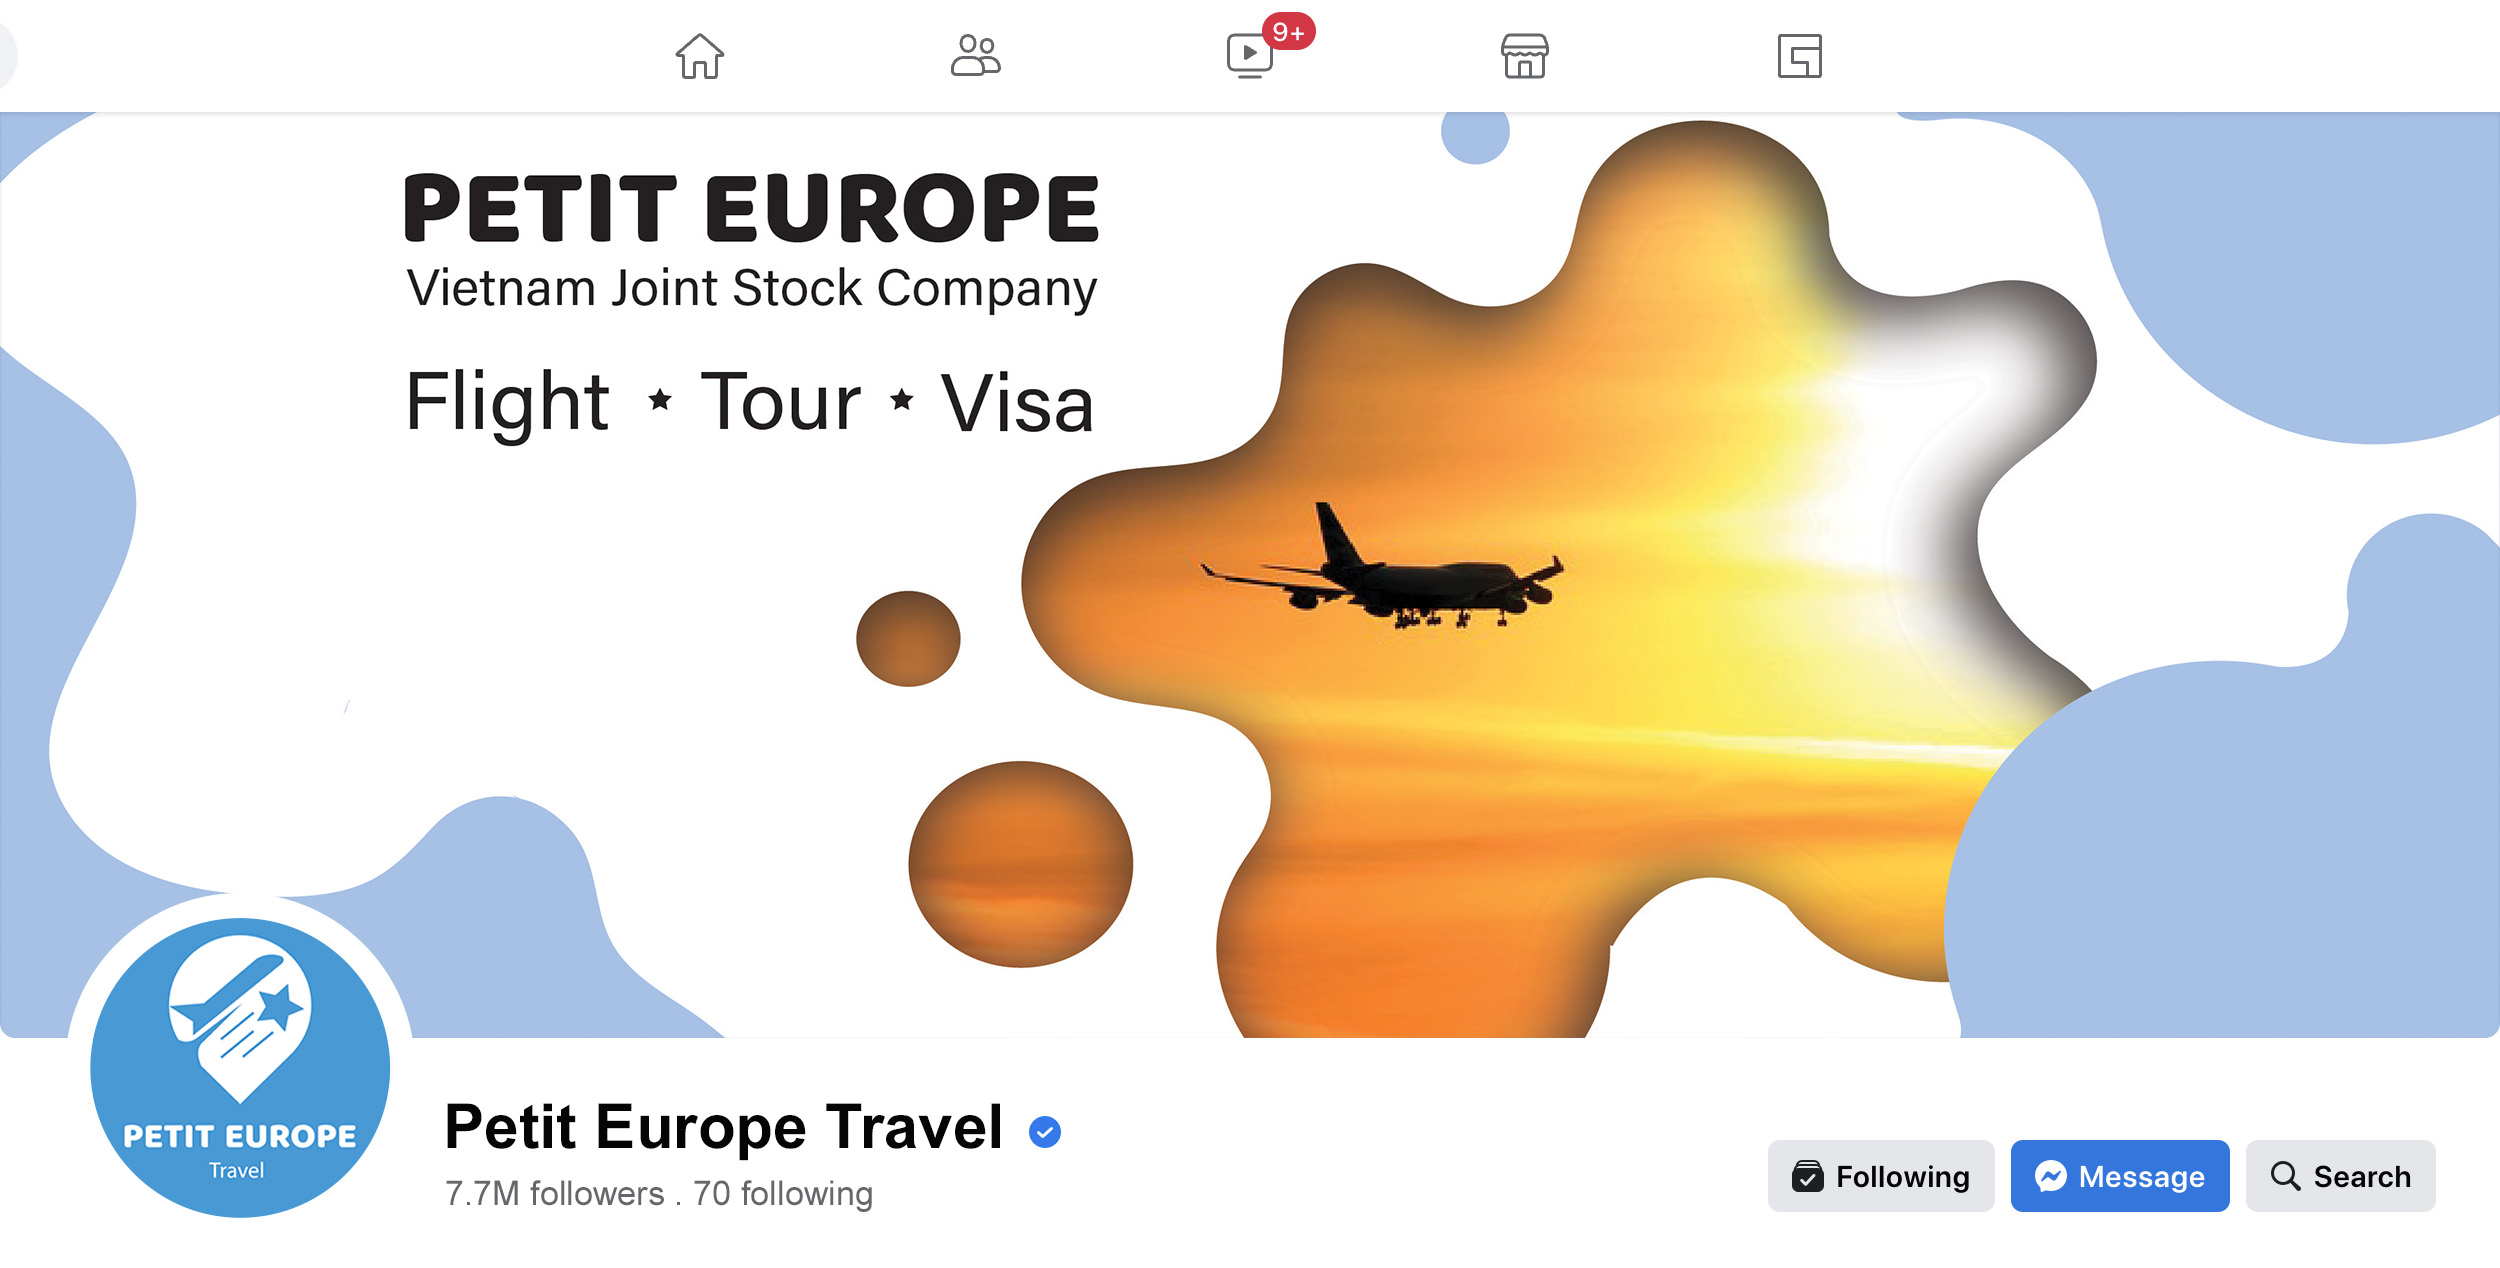 9+
PETIT EUROPE
Vietnam Joint Stock Company
Flight ★ Tour ★ Visa
PETIT EUROPE
Travel
Petit Europe Travel
7.7M followers . 70 following
Following
Message
Search